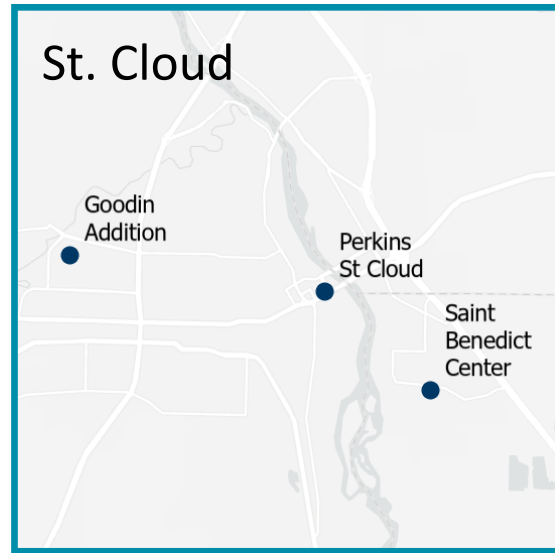 St. Cloud
Goodin
Addition
Perkins
St Cloud
Saint
Benedict
Center